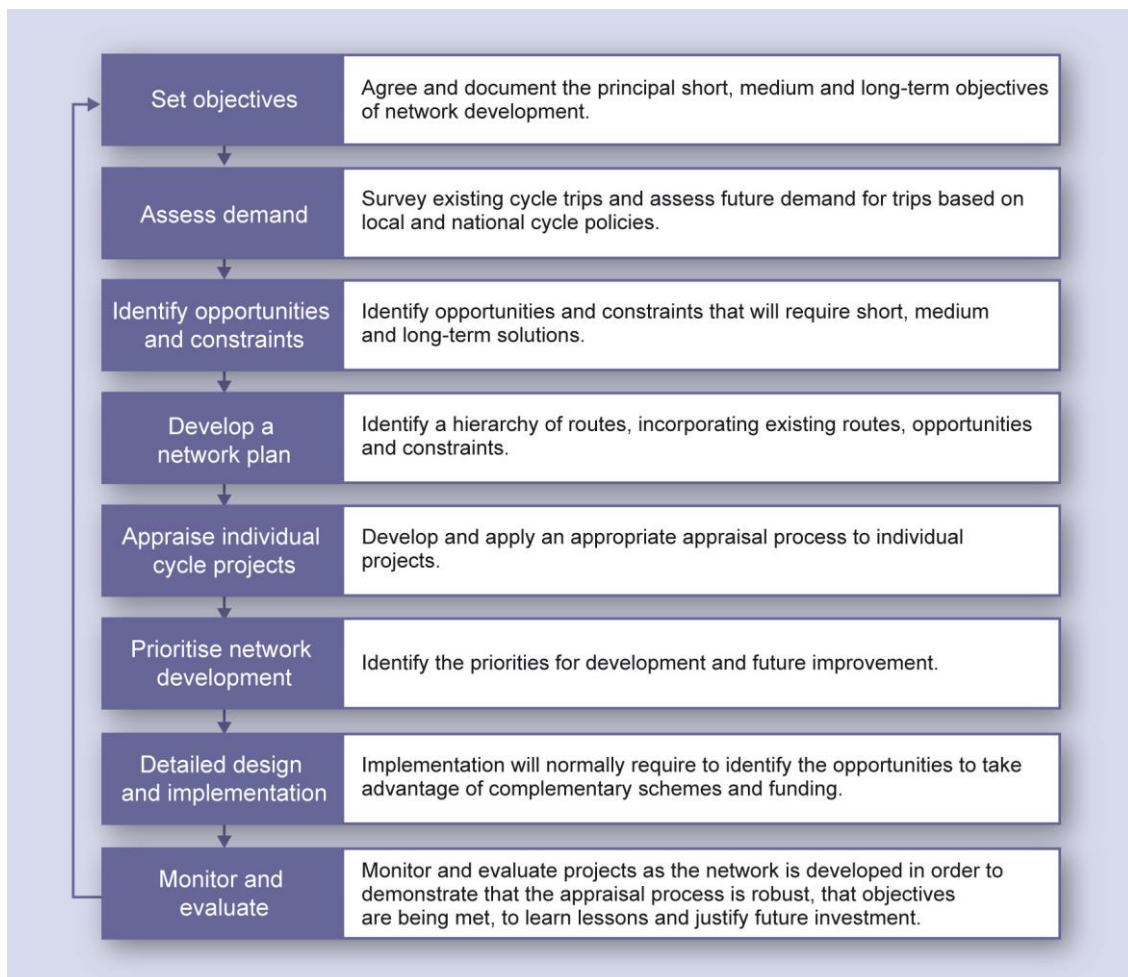 Set objectives
Agree and document the principal short, medium and long-term objectives
of network development.
Assess demand
Survey existing cycle trips and assess future demand for trips based on
local and national cycle policies.
Identify opportunities
and constraints
Identify opportunities and constraints that will require short, medium
and long-term solutions.
Develop a
network plan
Identify a hierarchy of routes, incorporating existing routes, opportunities
and constraints.
Appraise individual
cycle projects
Develop and apply an appropriate appraisal process to individual
projects.
Prioritise network
development
Identify the priorities for development and future improvement.
Detailed design
and implementation
Implementation will normally require to identify the opportunities to take
advantage of complementary schemes and funding.
Monitor and
evaluate
Monitor and evaluate projects as the network is developed in order to
demonstrate that the appraisal process is robust, that objectives
are being met, to learn lessons and justify future investment.